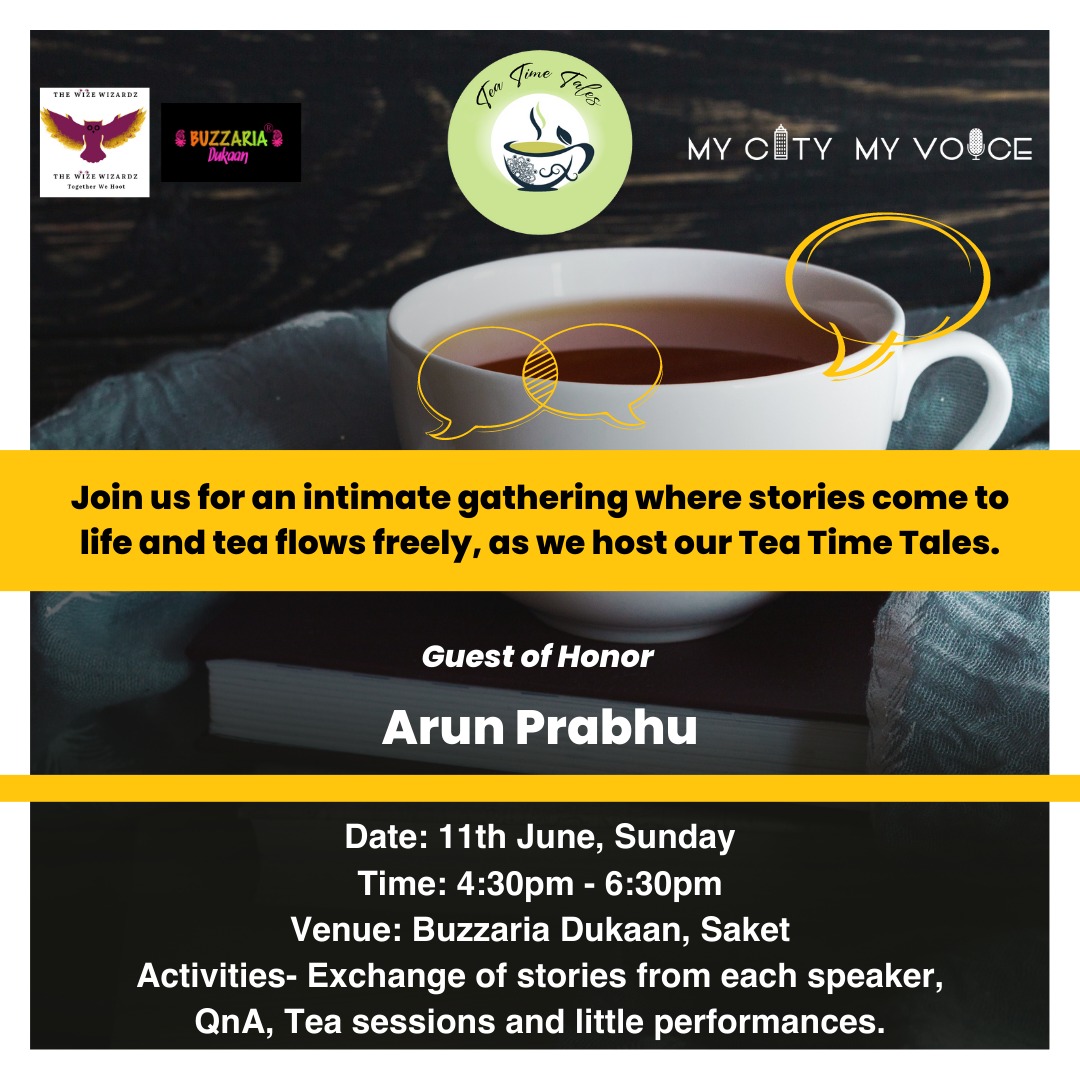 THE WIZE WIZARDZ
THE WIZE WIZARDZ
Together We Hoot
BUZZARIA®
Dukaan
Tea Time Tales
MY CITY MY VOICE
Join us for an intimate gathering where stories come to
life and tea flows freely, as we host our Tea Time Tales.
Guest of Honor
Arun Prabhu
Date: 11th June, Sunday
Time: 4:30pm - 6:30pm
Venue: Buzzaria Dukaan, Saket
Activities- Exchange of stories from each speaker,
QnA, Tea sessions and little performances.